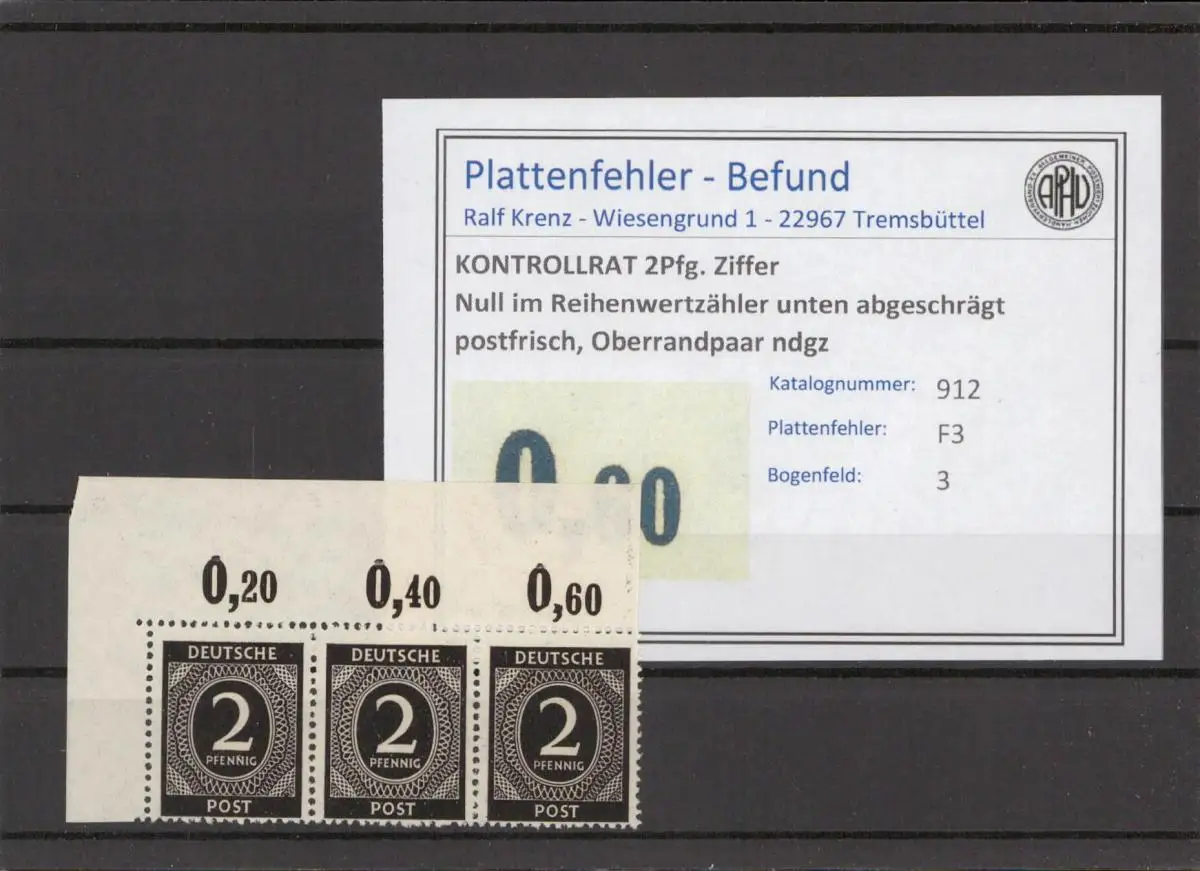 Plattenfehler - Befund
Ralf Krenz - Wiesengrund 1 - 22967 Tremsbüttel
APHV
KONTROLLRAT 2Pfg. Ziffer
Null im Reihenwertzähler unten abgeschrägt
postfrisch, Oberrandpaar ndgz
Katalognummer: 912
Plattenfehler: F3
Bogenfeld: 3
0,20 0,40 0,60
DEUTSCHE DEUTSCHE DEUTSCHE
2 2 2
PFENNIG PFENNIG PFENNIG
POST POST POST